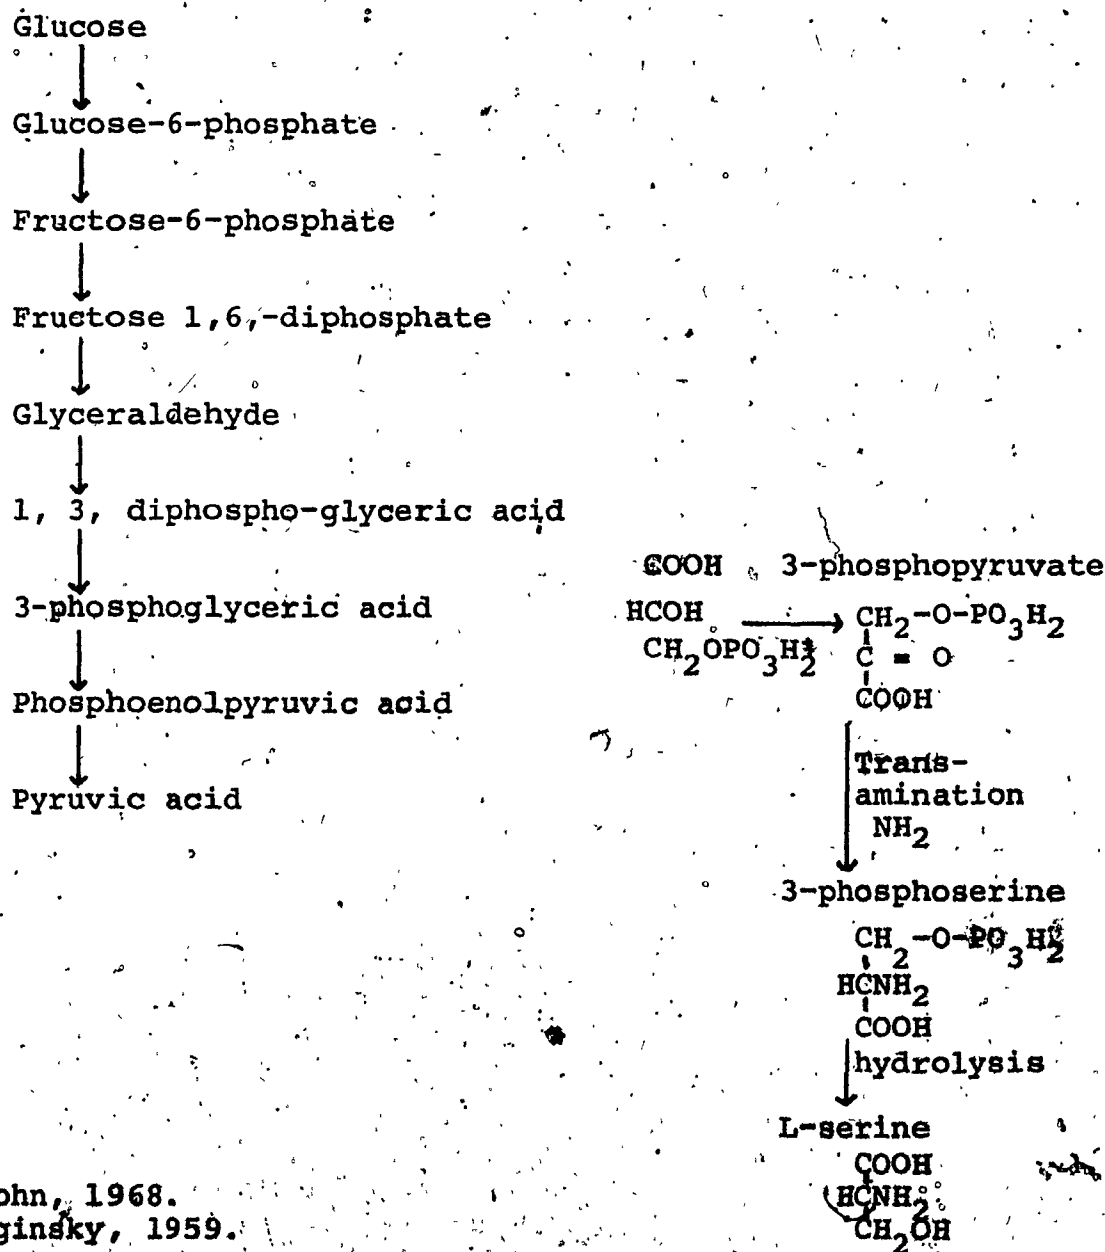 Glucose
Glucose-6-phosphate
Fructose-6-phosphate
Fructose 1,6,-diphosphate
Glyceraldehyde
1, 3, diphospho-glyceric acid
3-phosphoglyceric acid
Phosphoenolpyruvic acid
Pyruvic acid
COOH 3-phosphopyruvate
HCOH CH2-O-PO3H2
CH2OPO3H2 C = O
COOH
Trans-
amination
NH2
3-phosphoserine
CH2-O-PO3H2
HCNH2
COOH
hydrolysis
L-serine
COOH
HCNH2
CH2OH
ohn, 1968.
ginsky, 1959.